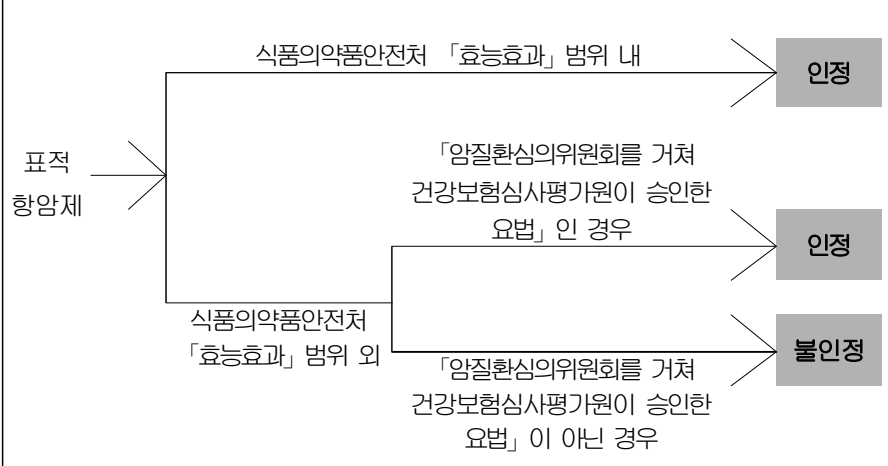 식품의약품안전처 「효능효과」 범위 내
인정
표적
항암제
「암질환심의위원회를 거쳐
건강보험심사평가원이 승인한
요법」 인 경우
인정
식품의약품안전처
「효능효과」 범위 외
불인정
「암질환심의위원회를 거쳐
건강보험심사평가원이 승인한
요법」이 아닌 경우